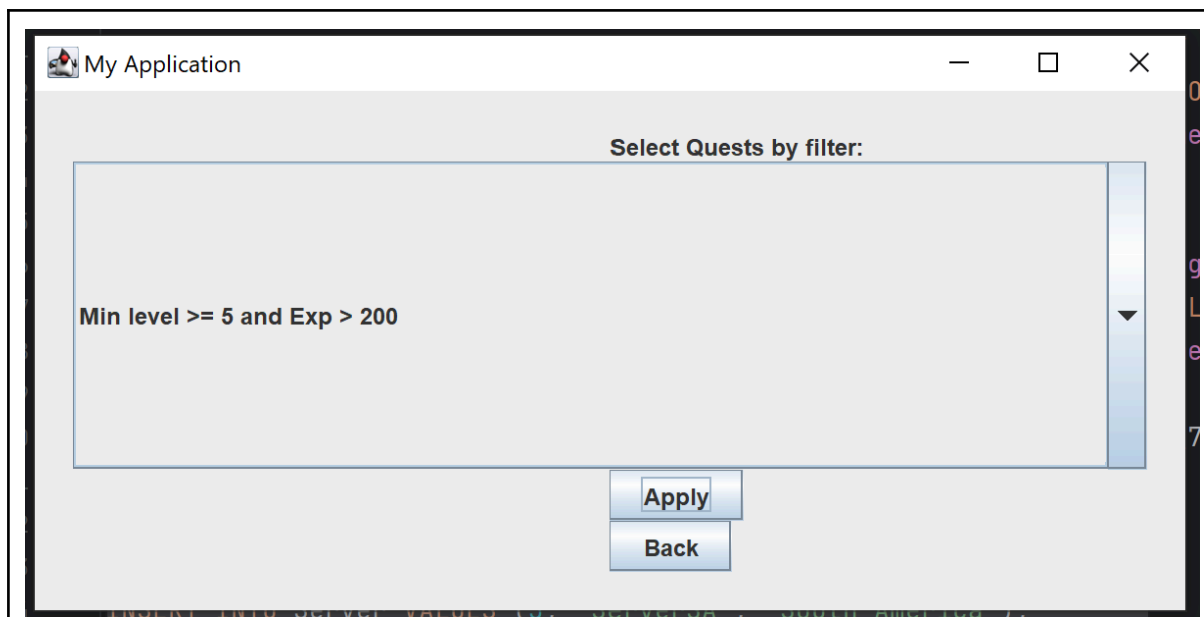 My Application
Select Quests by filter:
Min level >= 5 and Exp > 200
Apply
Back